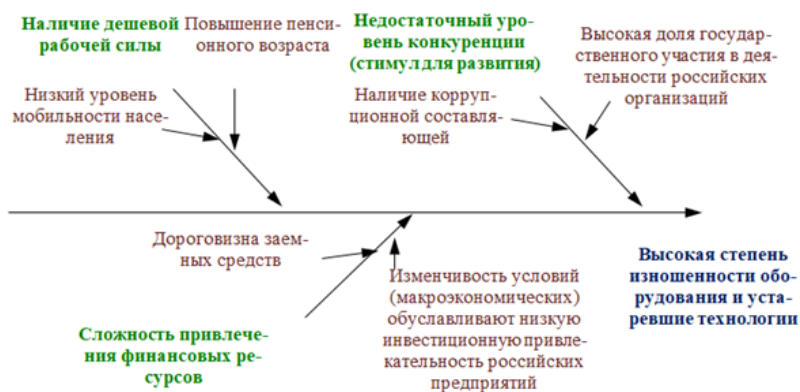 Наличие дешевой
рабочей силы
Повышение пенси-
онного возраста
Низкий уровень
мобильности насе-
ления
Недостаточный уро-
вень конкуренции
(стимул для развития)
Высокая доля государ-
ственного участия в дея-
тельности российских
организаций
Наличие корруп-
ционной составляю-
щей
Дороговизна заем-
ных средств
Сложность привлече-
ния финансовых ре-
сурсов
Изменчивость условий
(макроэкономических)
обуславливают низкую
инвестиционную привле-
кательность российских
предприятий
Высокая степень
изношенности обо-
рудования и уста-
ревшие технологии